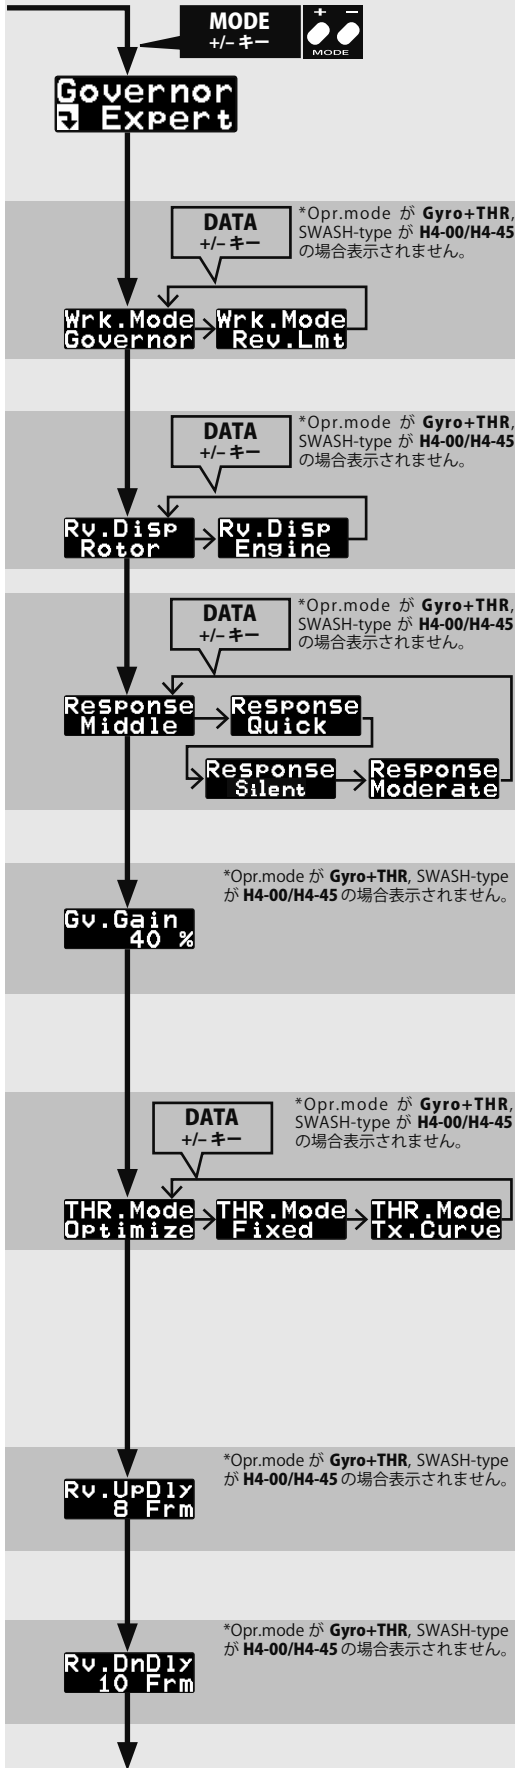 MODE
+/– キー
+ –
MODE
Governor
Expert
DATA
+/– キー
*Opr.mode が Gyro+THR,
SWASH-type が H4-00/H4-45
の場合表示されません。
Wrk.Mode
Governor
Wrk.Mode
Rev.Lmt
DATA
+/– キー
*Opr.mode が Gyro+THR,
SWASH-type が H4-00/H4-45
の場合表示されません。
Rv.Disp
Rotor
Rv.Disp
Engine
DATA
+/– キー
*Opr.mode が Gyro+THR,
SWASH-type が H4-00/H4-45
の場合表示されません。
Response
Middle
Response
Quick
Response
Silent
Response
Moderate
*Opr.mode が Gyro+THR, SWASH-type
が H4-00/H4-45 の場合表示されません。
Gv.Gain
40 %
DATA
+/– キー
*Opr.mode が Gyro+THR,
SWASH-type が H4-00/H4-45
の場合表示されません。
THR.Mode
Optimize
THR.Mode
Fixed
THR.Mode
Tx.Curve
*Opr.mode が Gyro+THR, SWASH-type
が H4-00/H4-45 の場合表示されません。
Rv.UpDly
8 Frm
*Opr.mode が Gyro+THR, SWASH-type
が H4-00/H4-45 の場合表示されません。
Rv.DnDly
10 Frm